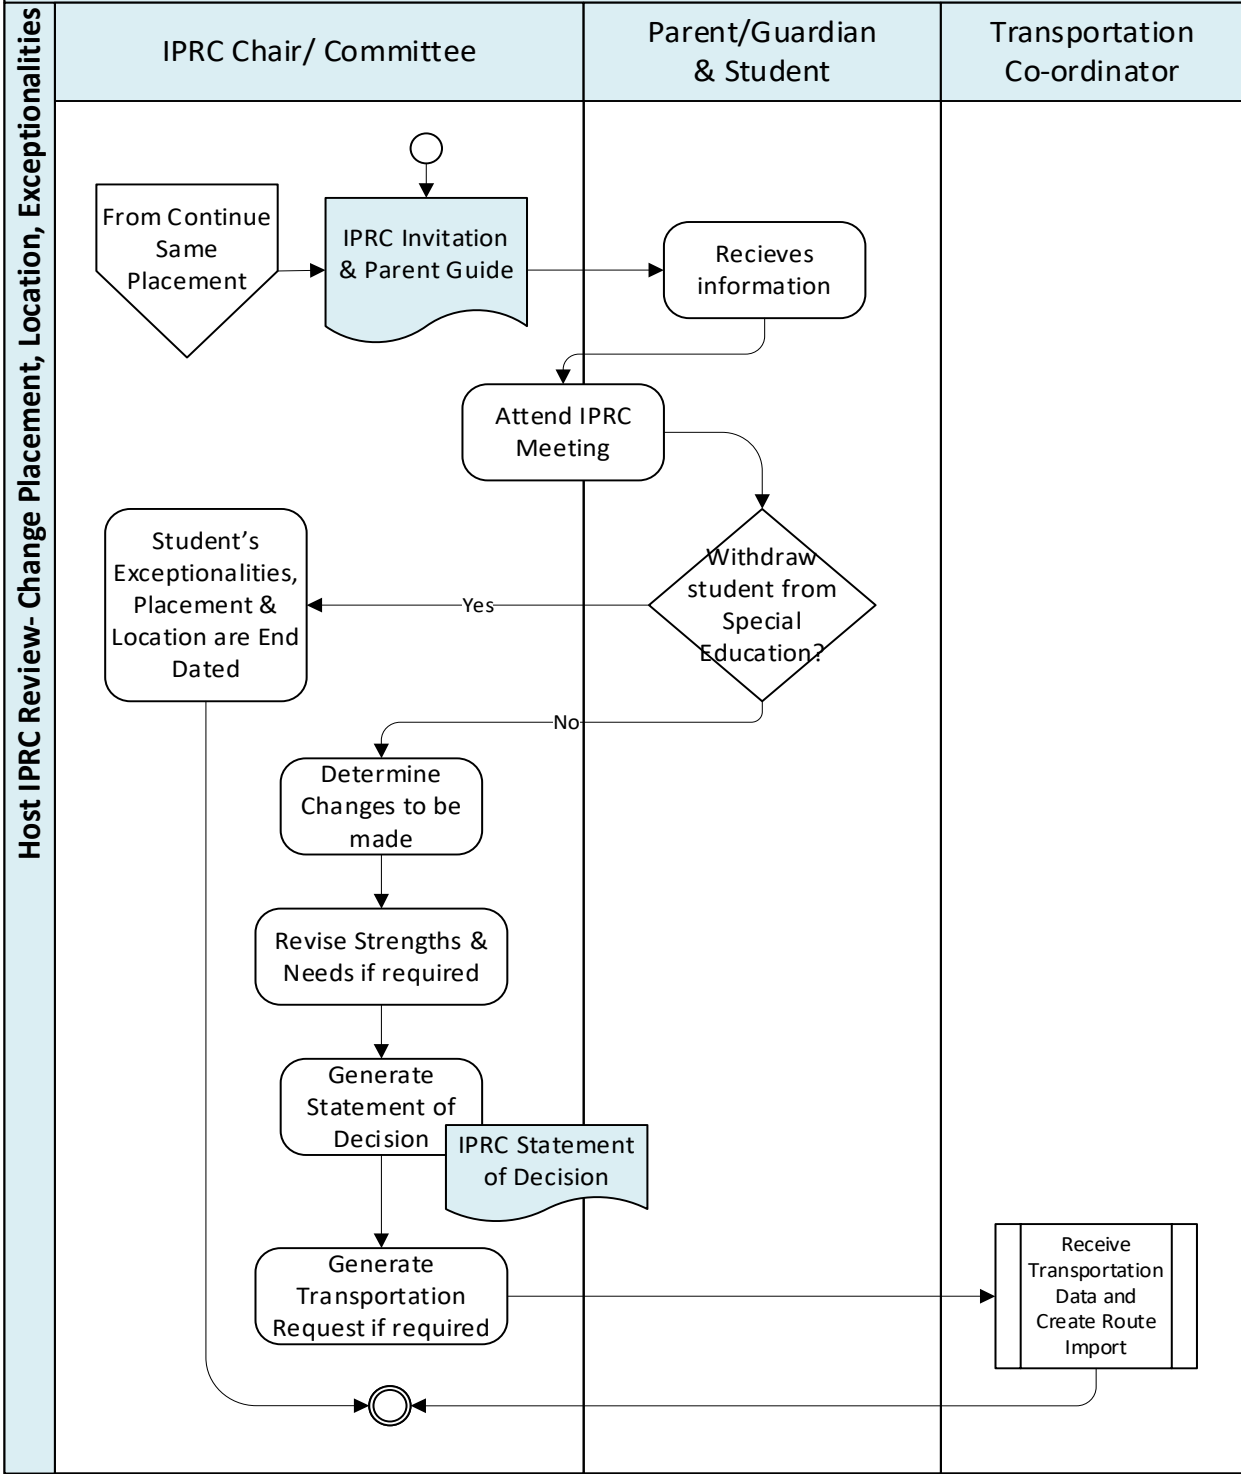 Host IPRC Review- Change Placement, Location, Exceptionalities
IPRC Chair/ Committee
Parent/Guardian
& Student
Transportation
Co-ordinator
From Continue
Same
Placement
IPRC Invitation
& Parent Guide
Recieves
information
Attend IPRC
Meeting
Withdraw
student from
Special
Education?
Yes
Student's
Exceptionalities,
Placement &
Location are End
Dated
No
Determine
Changes to be
made
Revise Strengths &
Needs if required
Generate
Statement of
Decision
IPRC Statement
of Decision
Generate
Transportation
Request if required
Receive
Transportation
Data and
Create Route
Import